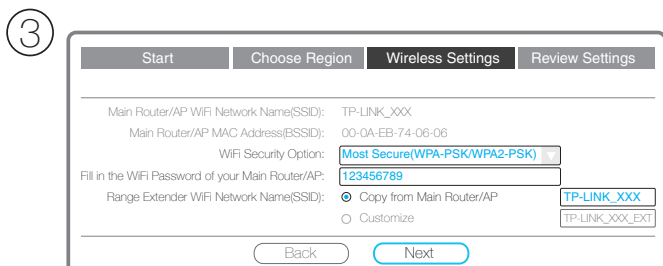 3
Start Choose Region Wireless Settings Review Settings
Main Router/AP WiFi Network Name(SSID): TP-LINK_XXX
Main Router/AP MAC Address(BSSID): 00-0A-EB-74-06-06
WiFi Security Option: Most Secure(WPA-PSK/WPA2-PSK)
Fill in the WiFi Password of your Main Router/AP: 123456789
Range Extender WiFi Network Name(SSID): Copy from Main Router/AP TP-LINK_XXX
Customize TP-LINK_XXX_EXT
Back Next